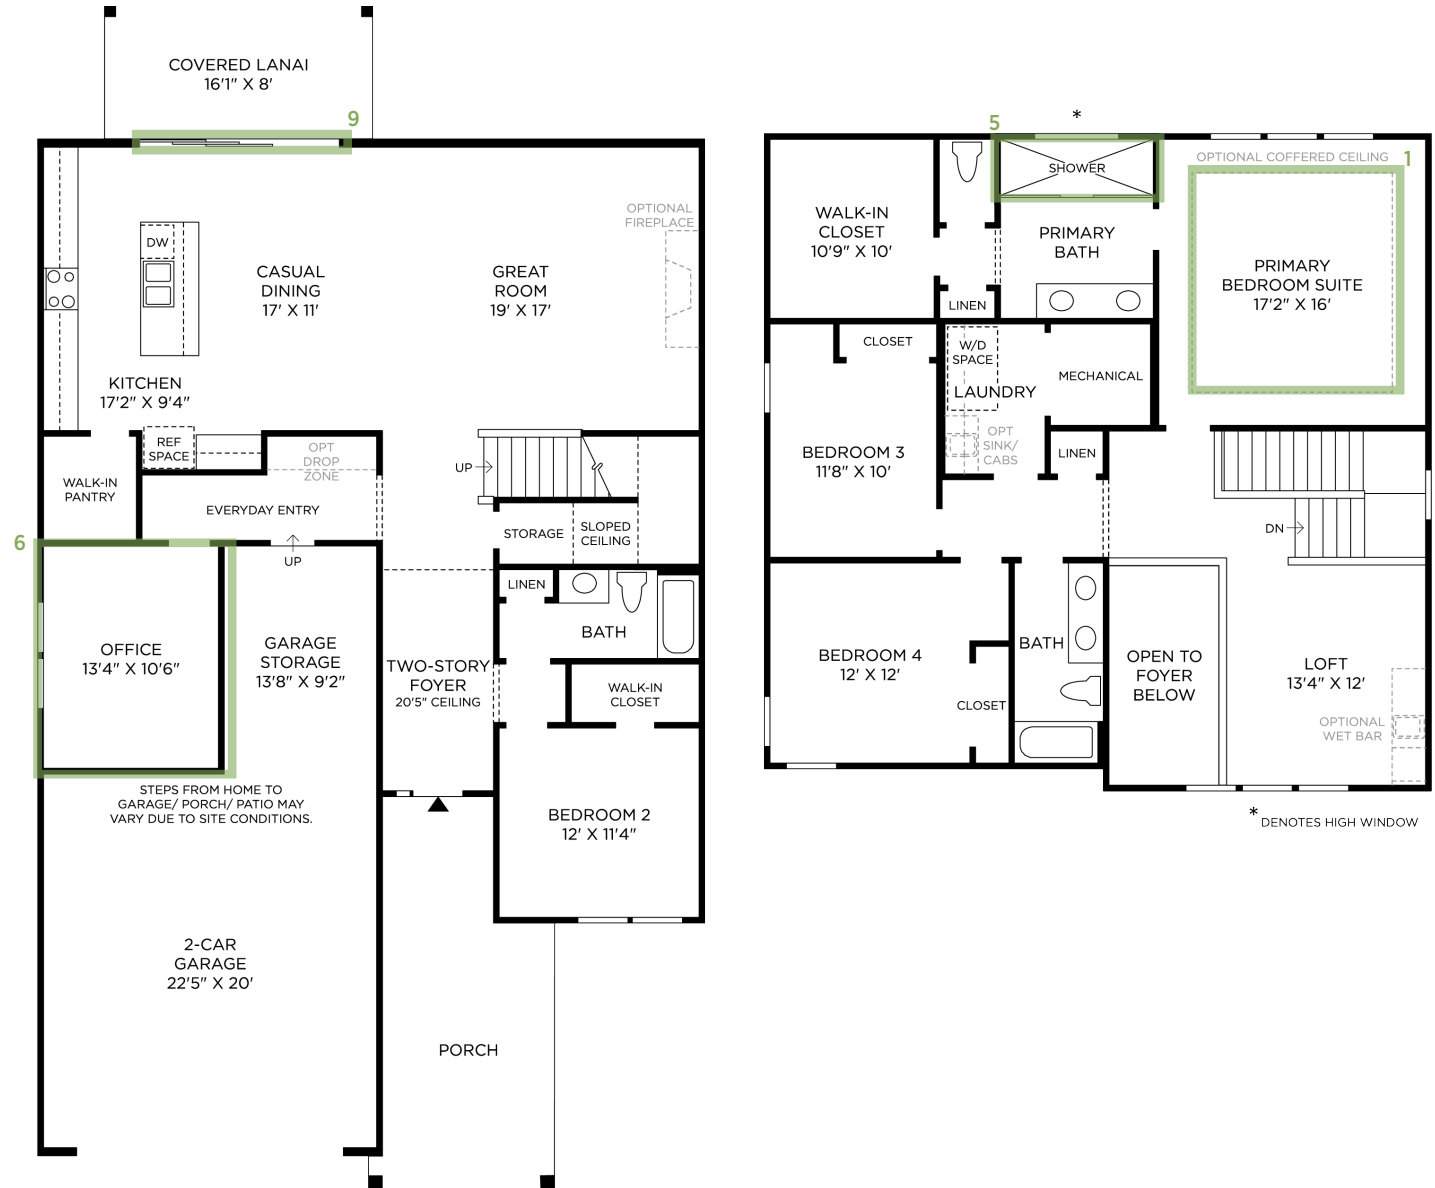 COVERED LANAI
16'1" X 8'
9
DW
CASUAL
DINING
17' X 11'
GREAT
ROOM
19' X 17'
OPTIONAL
FIREPLACE
KITCHEN
17'2" X 9'4"
REF
SPACE
OPT
DROP
ZONE
UP
WALK-IN
PANTRY
EVERYDAY ENTRY
STORAGE
SLOPED
CEILING
6
UP
LINEN
BATH
OFFICE
13'4" X 10'6"
GARAGE
STORAGE
13'8" X 9'2"
TWO-STORY
FOYER
20'5" CEILING
WALK-IN
CLOSET
STEPS FROM HOME TO
GARAGE/ PORCH/ PATIO MAY
VARY DUE TO SITE CONDITIONS.
BEDROOM 2
12' X 11'4"
2-CAR
GARAGE
22'5" X 20'
PORCH
5
*
1
OPTIONAL COFFERED CEILING
SHOWER
WALK-IN
CLOSET
10'9" X 10'
PRIMARY
BATH
PRIMARY
BEDROOM SUITE
17'2" X 16'
LINEN
CLOSET
W/D
SPACE
MECHANICAL
LAUNDRY
OPT
SINK/
CABS
BEDROOM 3
11'8" X 10'
LINEN
DN
BEDROOM 4
12' X 12'
BATH
OPEN TO
FOYER
BELOW
LOFT
13'4" X 12'
CLOSET
OPTIONAL
WET BAR
* DENOTES HIGH WINDOW